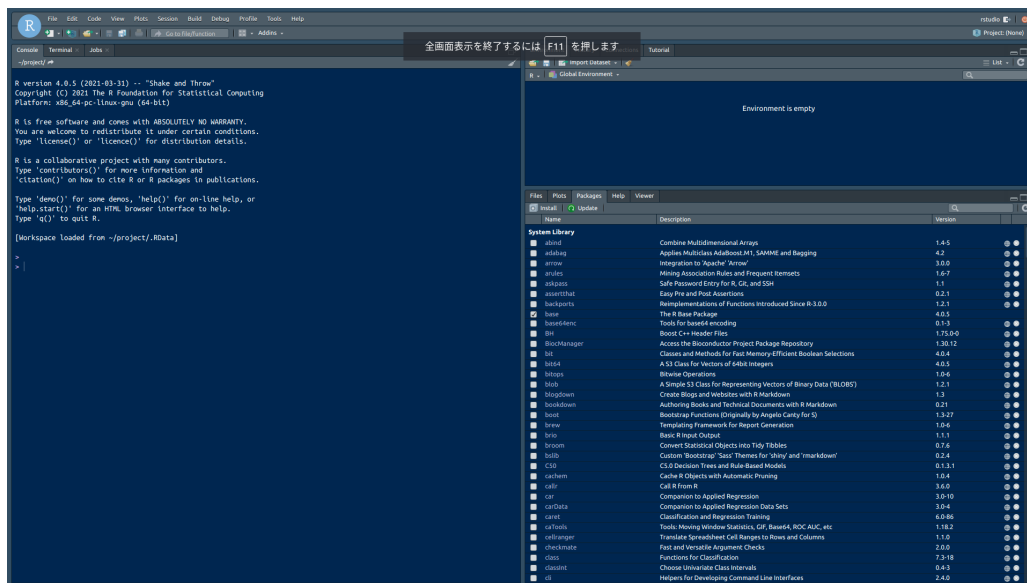 R File Edit Code View Plots Session Build Debug Profile Tools Help rstudio
Go to file/function Addins Project: (None)
全画面表示を終了するには F11 を押します
Console Terminal Jobs
~/project/
R version 4.0.5 (2021-03-31) -- "Shake and Throw"
Copyright (C) 2021 The R Foundation for Statistical Computing
Platform: x86_64-pc-linux-gnu (64-bit)
R is free software and comes with ABSOLUTELY NO WARRANTY.
You are welcome to redistribute it under certain conditions.
Type 'license()' or 'licence()' for distribution details.
R is a collaborative project with many contributors.
Type 'contributors()' for more information and
'citation()' on how to cite R or R packages in publications.
Type 'demo()' for some demos, 'help()' for on-line help, or
'help.start()' for an HTML browser interface to help.
Type 'q()' to quit R.
[Workspace loaded from ~/project/.RData]
>
>
Tutorial
Import Dataset List
R Global Environment
Environment is empty
Files Plots Packages Help Viewer
Install Update
Name Description Version
System Library
abind Combine Multidimensional Arrays 1.4-5
adabag Applies Multiclass AdaBoost.M1, SAMME and Bagging 4.2
arrow Integration to 'Apache' 'Arrow' 3.0.0
arules Mining Association Rules and Frequent Itemsets 1.6-7
askpass Safe Password Entry for R, Git, and SSH 1.1
assertthat Easy Pre and Post Assertions 0.2.1
backports Reimplementations of Functions Introduced Since R-3.0.0 1.2.1
base The R Base Package 4.0.5
base64enc Tools for base64 encoding 0.1-3
BH Boost C++ Header Files 1.75.0-0
BiocManager Access the Bioconductor Project Package Repository 1.30.12
bit Classes and Methods for Fast Memory-Efficient Boolean Selections 4.0.4
bit64 A S3 Class for Vectors of 64bit Integers 4.0.5
bitops Bitwise Operations 1.0-6
blob A Simple S3 Class for Representing Vectors of Binary Data ('BLOBS') 1.2.1
blogdown Create Blogs and Websites with R Markdown 1.3
bookdown Authoring Books and Technical Documents with R Markdown 0.21
boot Bootstrap Functions (Originally by Angelo Canty for S) 1.3-27
brew Templating Framework for Report Generation 1.0-6
brio Basic R Input Output 1.1.1
broom Convert Statistical Objects into Tidy Tibbles 0.7.6
bslib Custom 'Bootstrap' 'Sass' Themes for 'shiny' and 'rmarkdown' 0.2.4
C50 C5.0 Decision Trees and Rule-Based Models 0.1.3.1
cachem Cache R Objects with Automatic Pruning 1.0.4
callr Call R from R 3.6.0
car Companion to Applied Regression 3.0-10
carData Companion to Applied Regression Data Sets 3.0-4
caret Classification and Regression Training 6.0-86
caTools Tools: Moving Window Statistics, GIF, Base64, ROC AUC, etc 1.18.2
cellranger Translate Spreadsheet Cell Ranges to Rows and Columns 1.1.0
checkmate Fast and Versatile Argument Checks 2.0.0
class Functions for Classification 7.3-18
classInt Choose Univariate Class Intervals 0.4-3
cli Helpers for Developing Command Line Interfaces 2.4.0